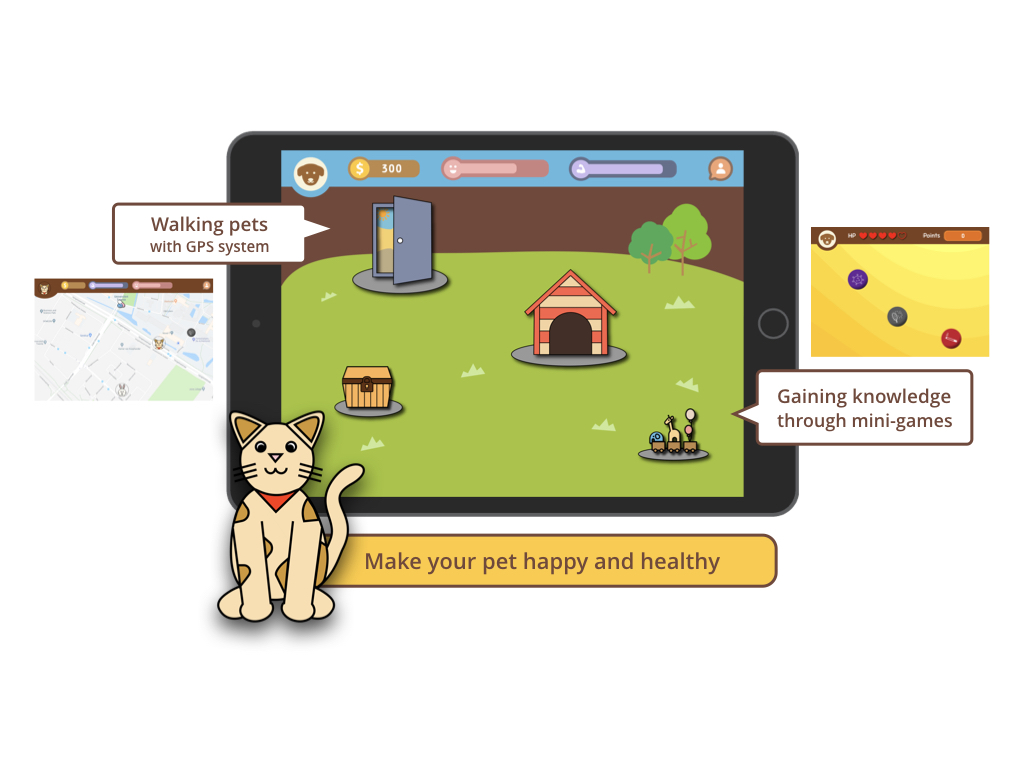 300
Walking pets
with GPS system
HP
Points
0
Gaining knowledge
through mini-games
Make your pet happy and healthy